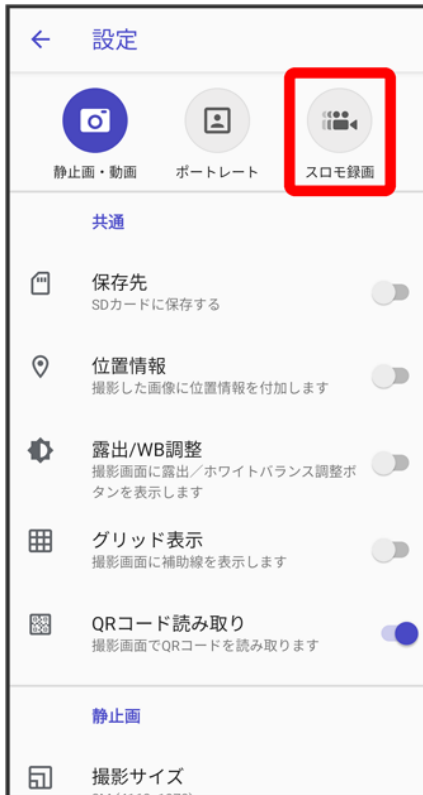 設定
静止画・動画 ポートレート スロモ録画
共通
保存先
SDカードに保存する
位置情報
撮影した画像に位置情報を付加します
露出/WB調整
撮影画面に露出／ホワイトバランス調整ボ
タンを表示します
グリッド表示
撮影画面に補助線を表示します
QRコード読み取り
撮影画面でQRコードを読み取ります
静止画
撮影サイズ